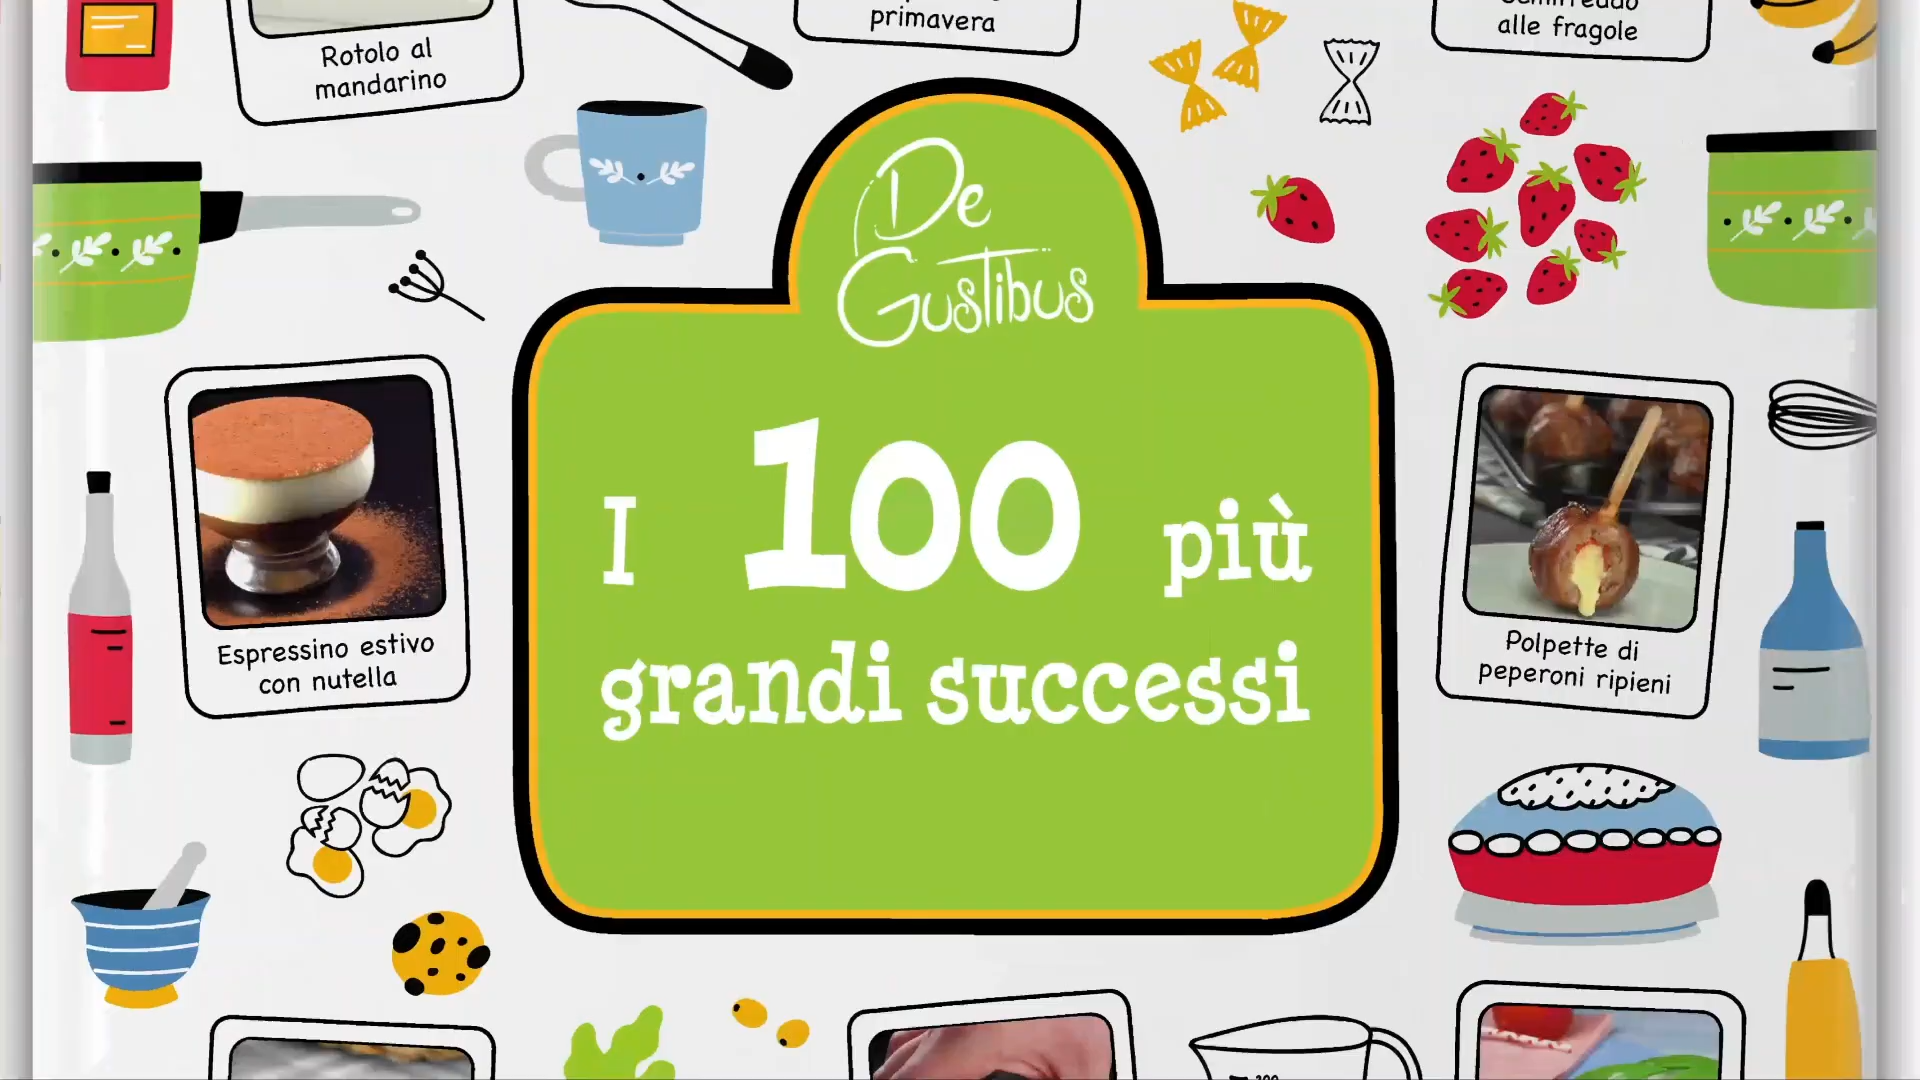 Rotolo al
mandarino
primavera
Semifreddo
alle fragole
De
Gustibus
I 100 più
grandi successi
Espressino estivo
con nutella
Polpette di
peperoni ripieni